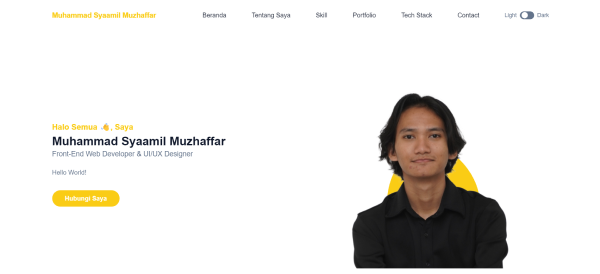 Muhammad Syaamil Muzhaffar Beranda Tentang Saya Skill Portfolio Tech Stack Contact Light Dark
Halo Semua 👋, Saya
Muhammad Syaamil Muzhaffar
Front-End Web Developer & UI/UX Designer
Hello World!
Hubungi Saya